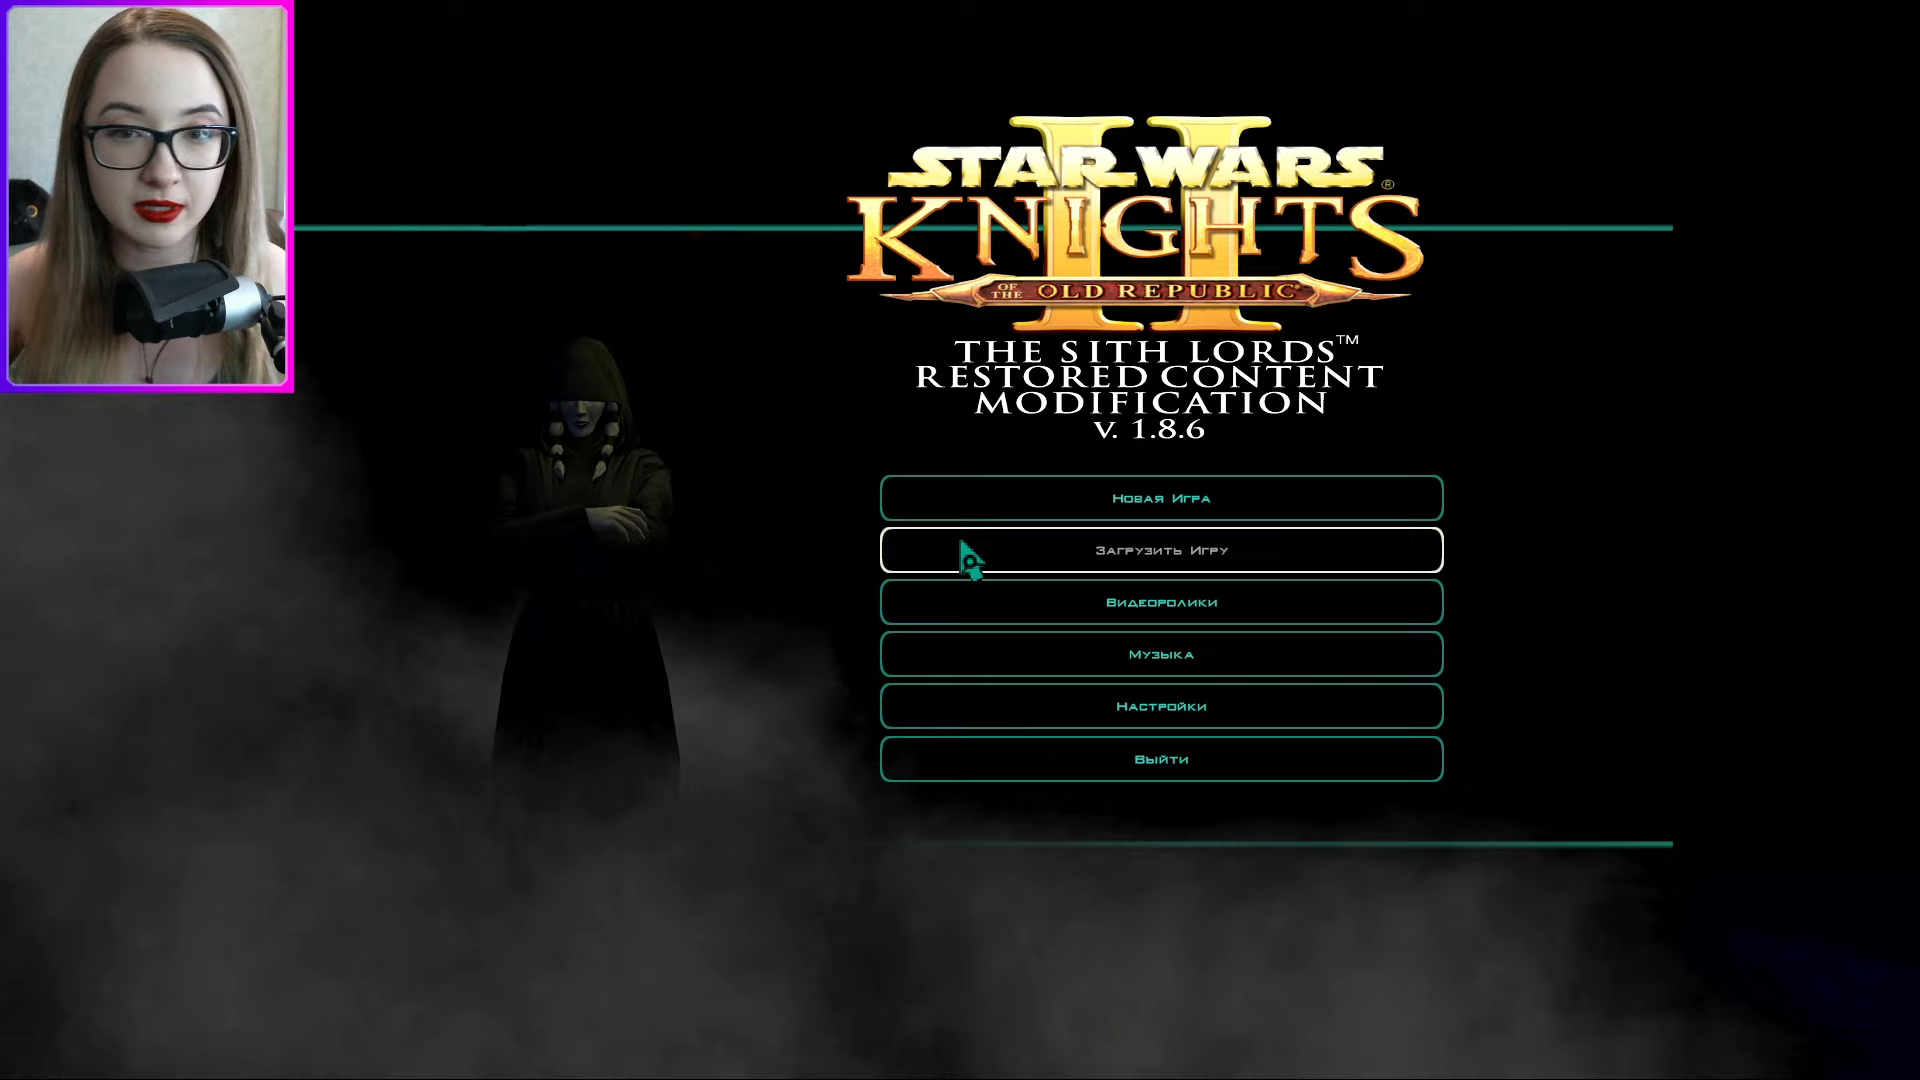 II
STAR WARS®
KNIGHTS
OF THE OLD REPUBLIC®
THE SITH LORDS™
RESTORED CONTENT
MODIFICATION
V. 1.8.6
Новая Игра
Загрузить Игру
Видеоролики
Музыка
Настройки
Выйти